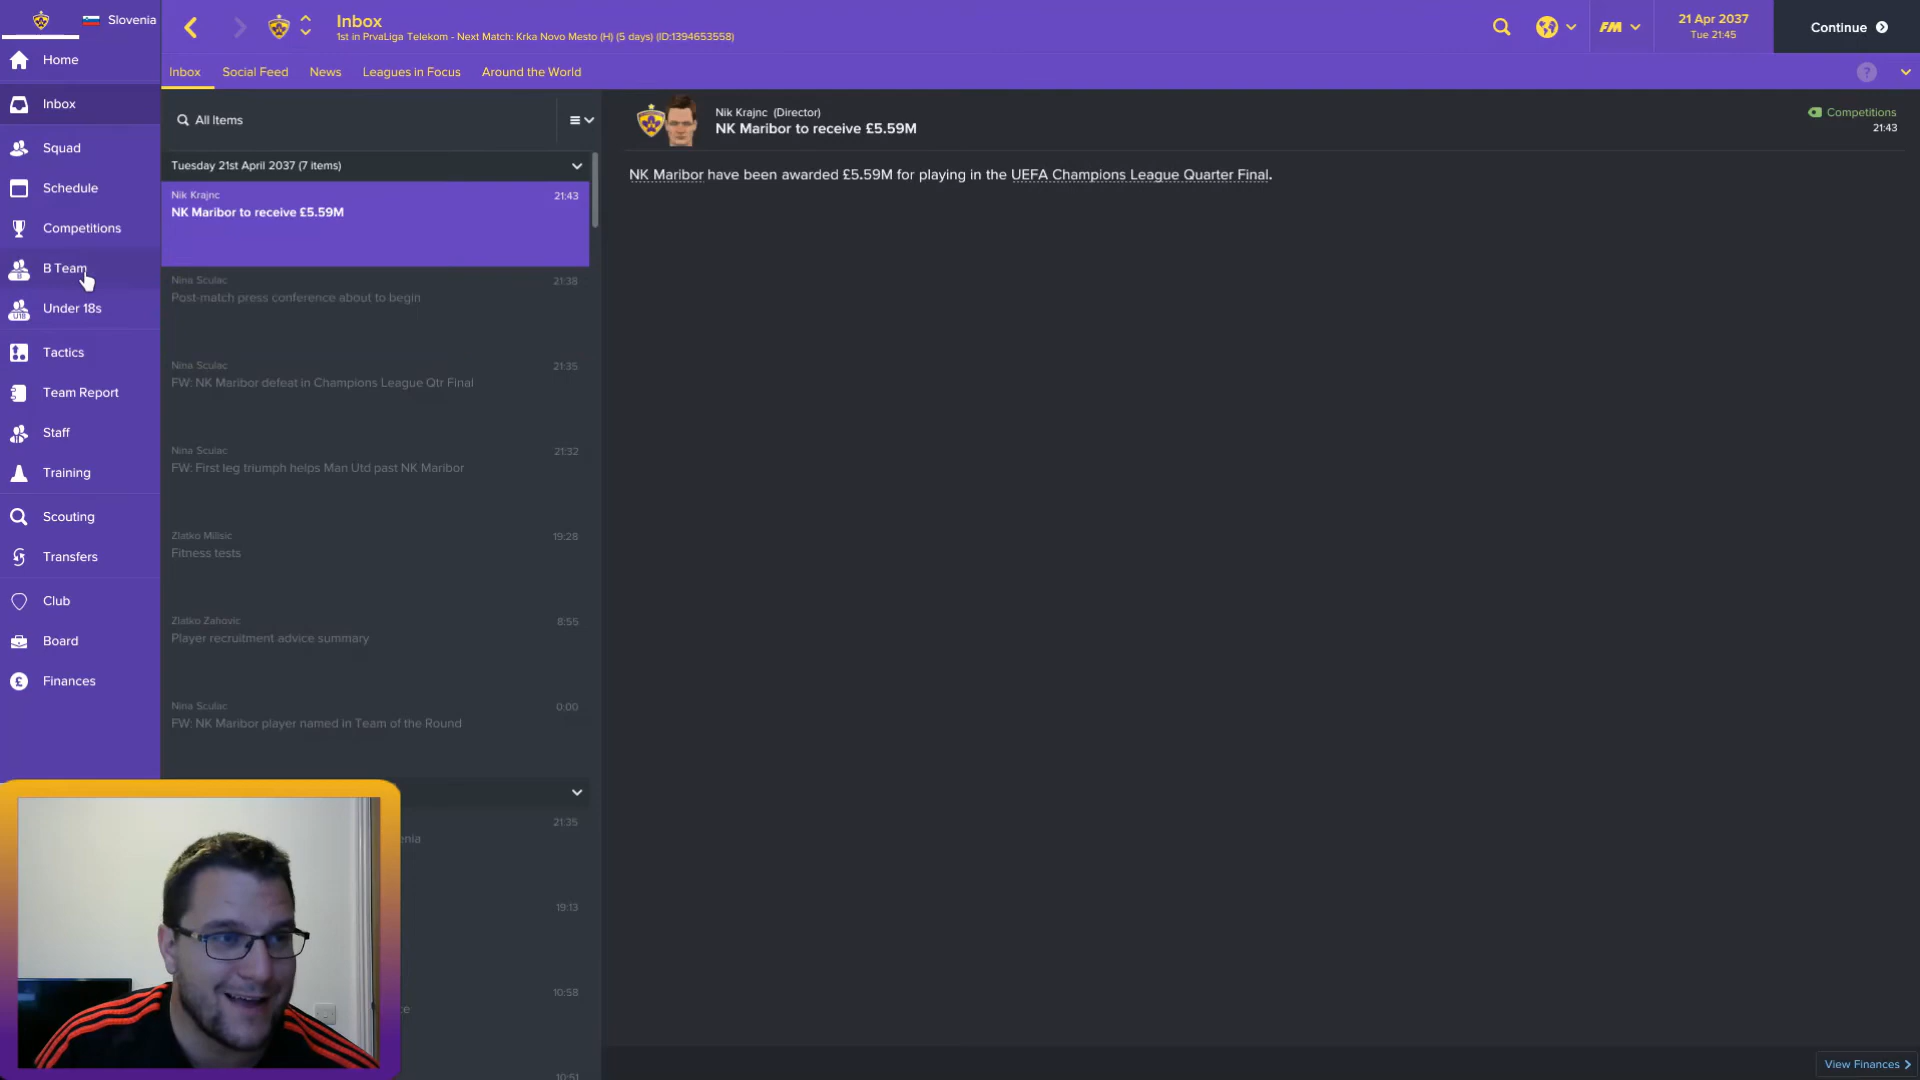 Slovenia
Inbox
1st in PrvaLiga Telekom - Next Match: Krka Novo Mesto (H) (5 days) (ID:1394653558)
FM
21 Apr 2037
Tue 21:45
Continue
Home
Inbox
Squad
Schedule
Competitions
B Team
Under 18s
Tactics
Team Report
Staff
Training
Scouting
Transfers
Club
Board
Finances
Inbox Social Feed News Leagues in Focus Around the World
?
All Items
Tuesday 21st April 2037 (7 items)
Nik Krajnc 21:43
NK Maribor to receive £5.59M
Nina Sculac 21:38
Post-match press conference about to begin
Nina Sculac 21:35
FW: NK Maribor defeat in Champions League Qtr Final
Nina Sculac 21:32
FW: First leg triumph helps Man Utd past NK Maribor
Zlatko Milisic 19:28
Fitness tests
Zlatko Zahovic 8:55
Player recruitment advice summary
Nina Sculac 0:00
FW: NK Maribor player named in Team of the Round
21:35
enia
19:13
10:58
ce
10:51
Nik Krajnc (Director)
NK Maribor to receive £5.59M
Competitions
21:43
NK Maribor have been awarded £5.59M for playing in the UEFA Champions League Quarter Final.
View Finances